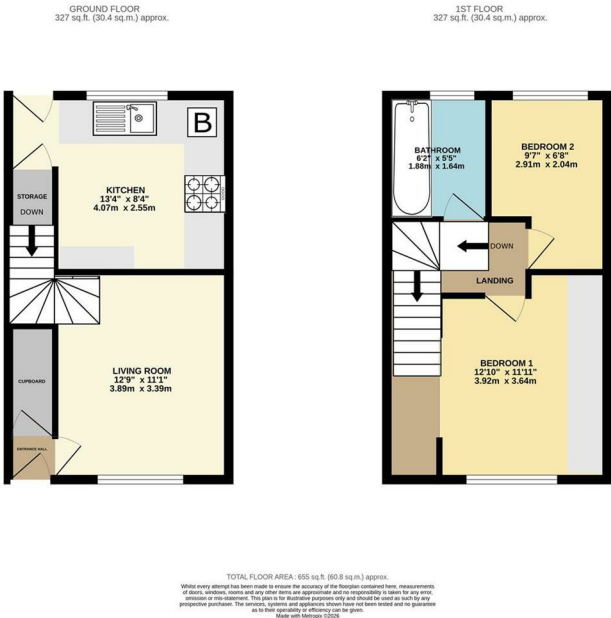 GROUND FLOOR
327 sq.ft. (30.4 sq.m.) approx.
1ST FLOOR
327 sq.ft. (30.4 sq.m.) approx.
B
STORAGE
DOWN
KITCHEN
13'4" x 8'4"
4.07m x 2.55m
LIVING ROOM
12'9" x 11'1"
3.89m x 3.39m
CUPBOARD
ENTRANCE HALL
BATHROOM
6'2" x 5'5"
1.88m x 1.64m
BEDROOM 2
9'7" x 6'8"
2.91m x 2.04m
DOWN
LANDING
BEDROOM 1
12'10" x 11'11"
3.92m x 3.64m
TOTAL FLOOR AREA : 655 sq.ft. (60.8 sq.m.) approx.
Whilst every attempt has been made to ensure the accuracy of the floorplan contained here, measurements
of doors, windows, rooms and any other items are approximate and no responsibility is taken for any error,
omission or mis-statement. This plan is for illustrative purposes only and should be used as such by any
prospective purchaser. The services, systems and appliances shown have not been tested and no guarantee
as to their operability or efficiency can be given.
Made with Metropix ©2026